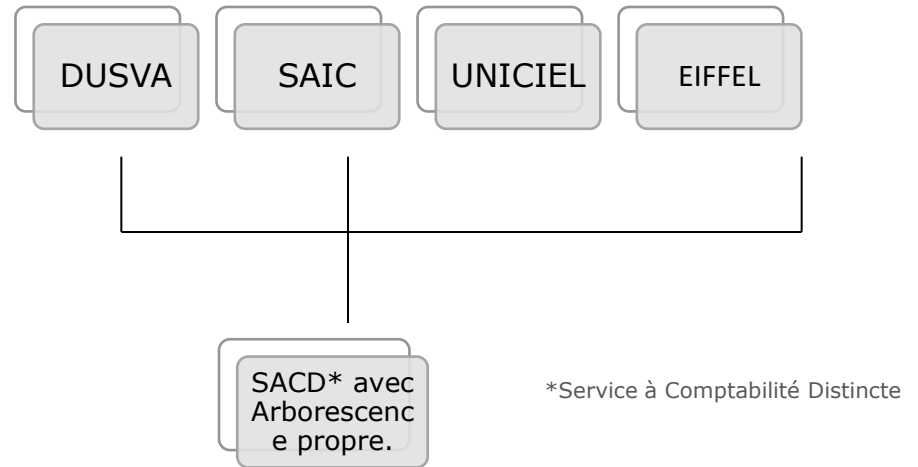 DUSVA
SAIC
UNICIEL
EIFFEL
SACD* avec
Arborescenc
e propre.
*Service à Comptabilité Distincte